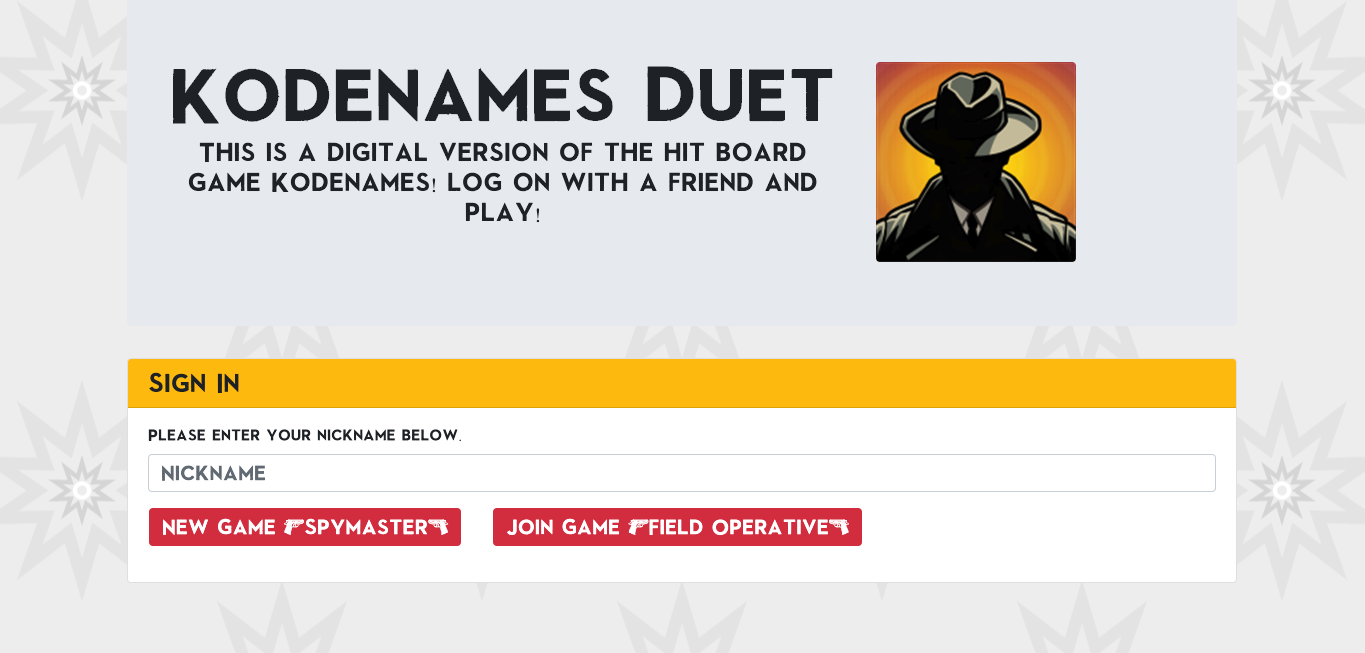 KODENAMES DUET
THIS IS A DIGITAL VERSION OF THE HIT BOARD
GAME KODENAMES! LOG ON WITH A FRIEND AND
PLAY!
SIGN IN
PLEASE ENTER YOUR NICKNAME BELOW.
NICKNAME
NEW GAME SPYMASTER
JOIN GAME FIELD OPERATIVE